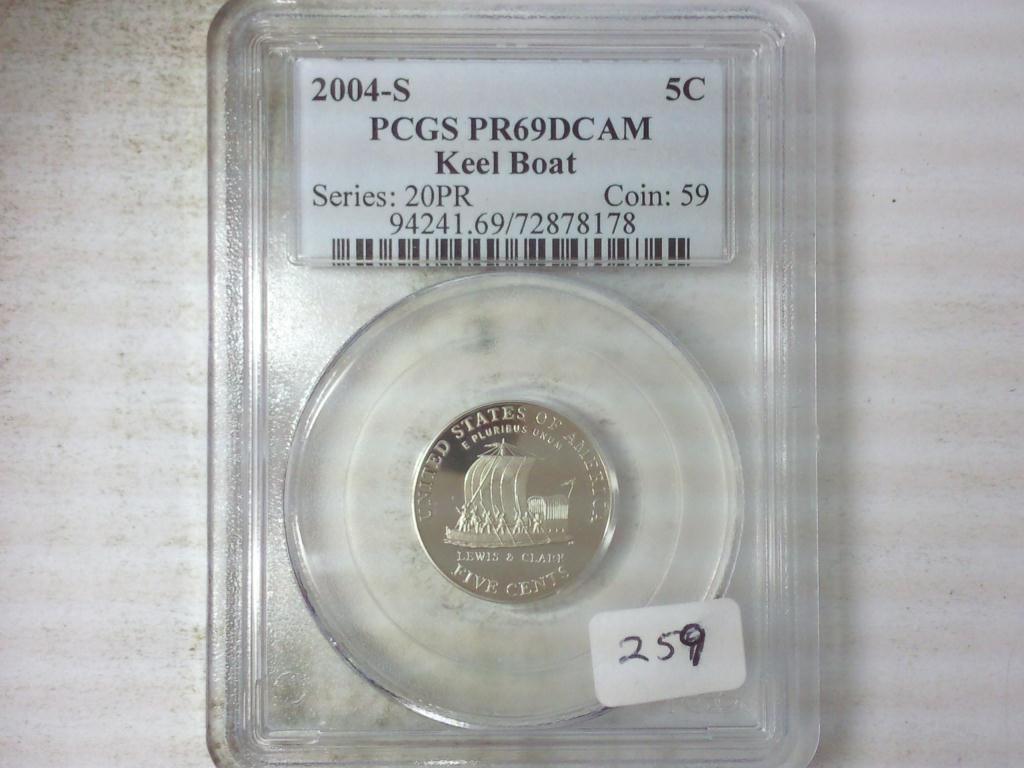 2004-S 5C
PCGS PR69DCAM
Keel Boat
Series: 20PR Coin: 59
94241.69/72878178
UNITED STATES OF AMERICA
E PLURIBUS UNUM
LEWIS & CLARK
FIVE CENTS
259